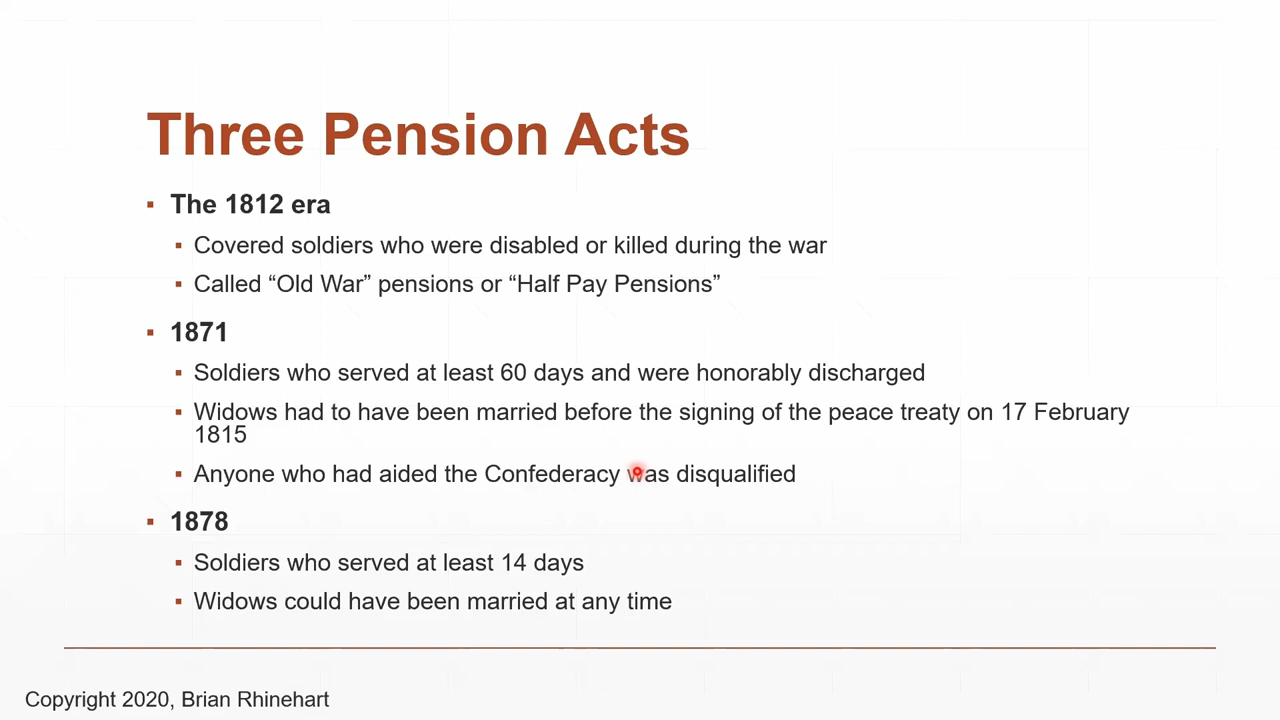 Three Pension Acts
▪ The 1812 era
▪ Covered soldiers who were disabled or killed during the war
▪ Called “Old War” pensions or “Half Pay Pensions”
▪ 1871
▪ Soldiers who served at least 60 days and were honorably discharged
▪ Widows had to have been married before the signing of the peace treaty on 17 February
1815
▪ Anyone who had aided the Confederacy was disqualified
▪ 1878
▪ Soldiers who served at least 14 days
▪ Widows could have been married at any time
Copyright 2020, Brian Rhinehart